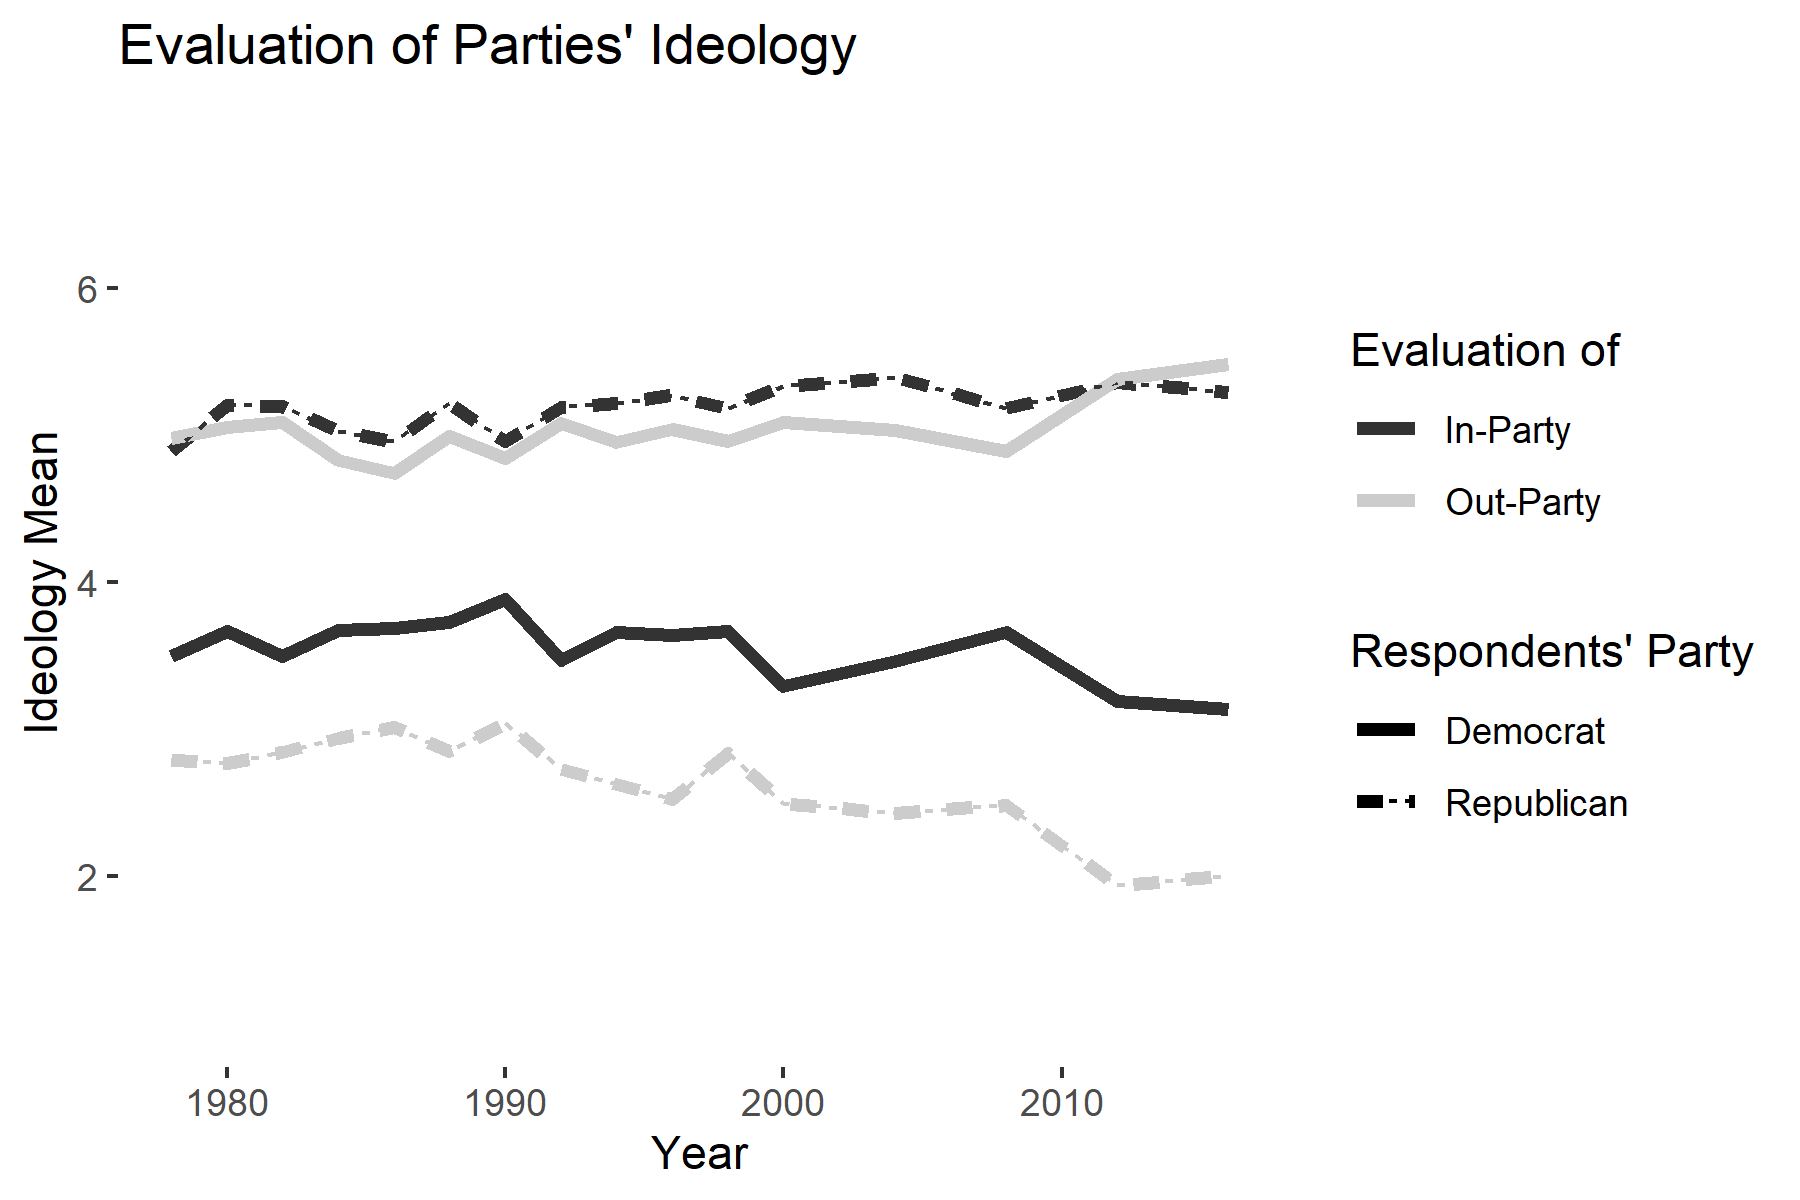 Evaluation of Parties' Ideology
Ideology Mean
6
4
2
1980 1990 2000 2010
Year
Evaluation of
In-Party
Out-Party
Respondents' Party
Democrat
Republican